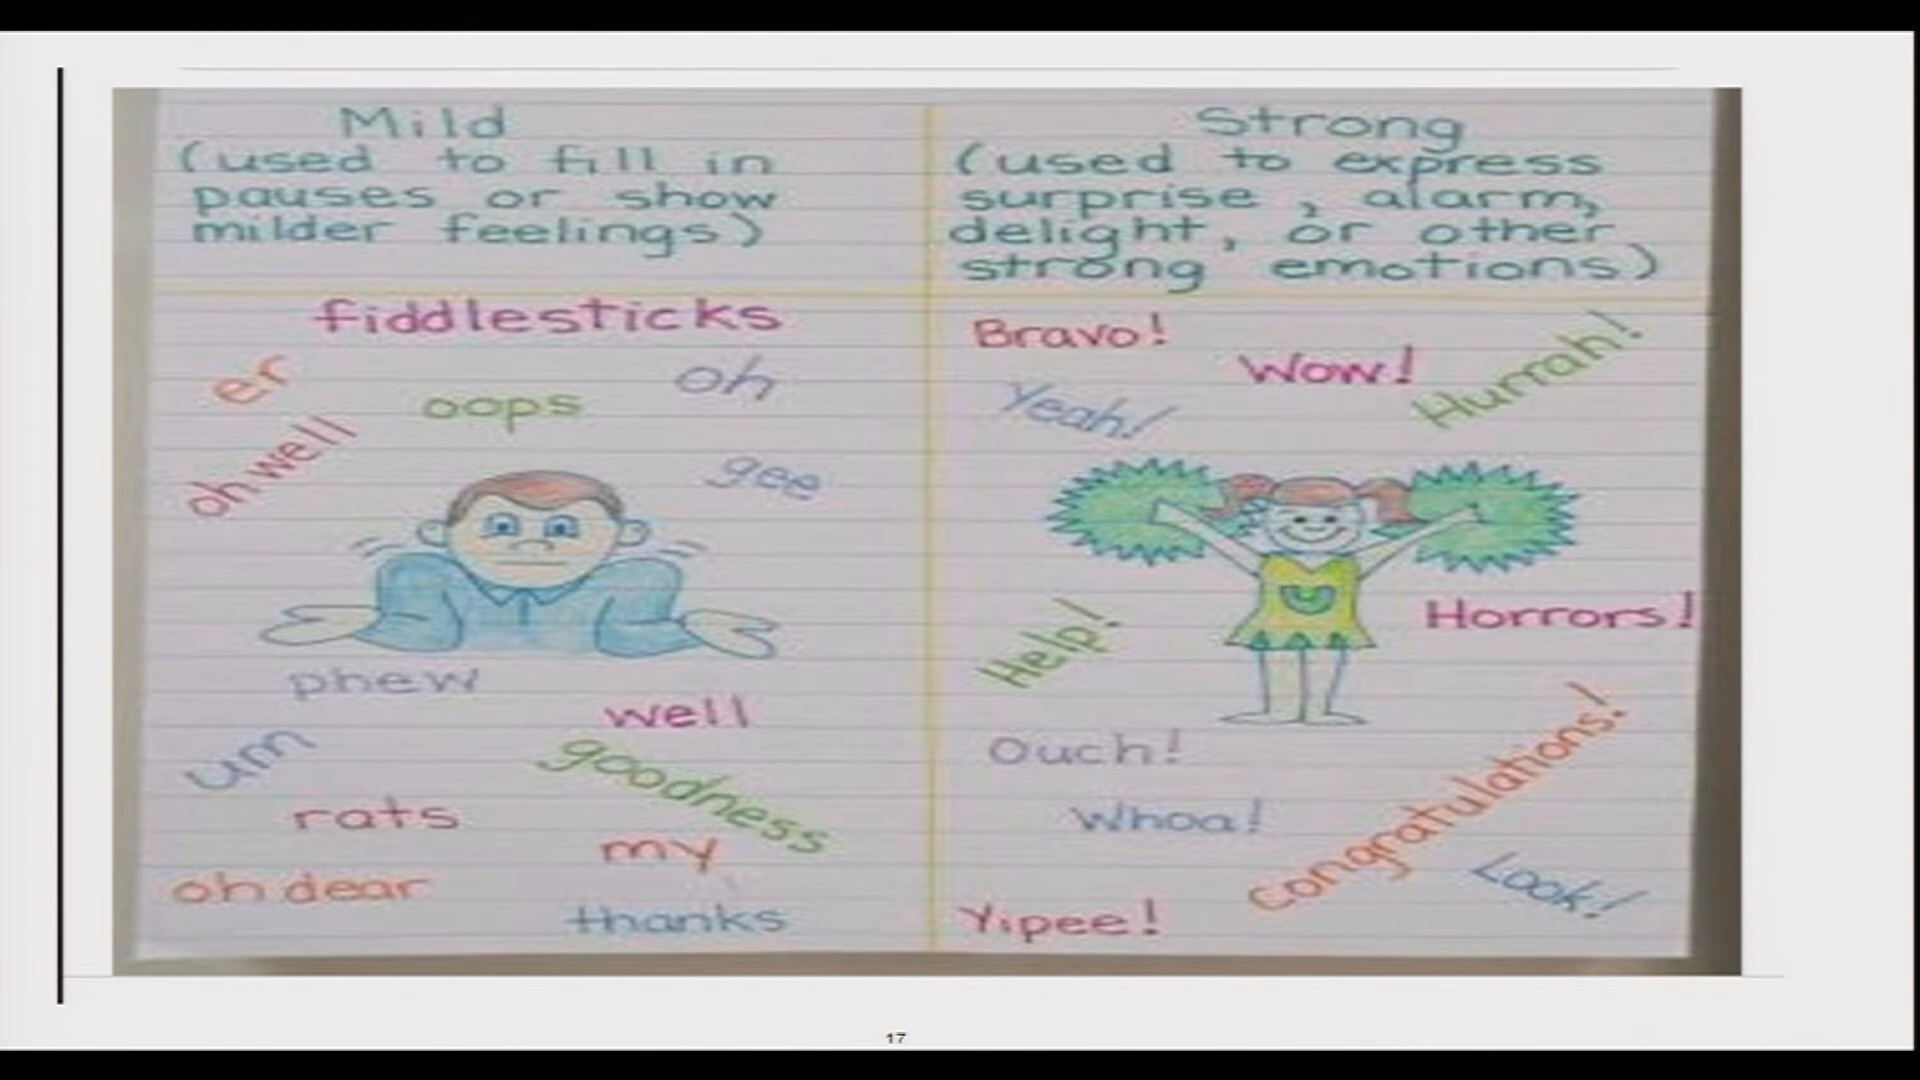 Mild
(used to fill in
pauses or show
milder feelings)
fiddlesticks
er
oops
oh
oh well
gee
phew
well
um
goodness
rats
my
oh dear
thanks
Strong
(used to express
surprise, alarm,
delight, or other
strong emotions)
Bravo!
Wow!
Hurrah!
Yeah!
Help!
Horrors!
Ouch!
Whoa!
Congratulations!
Look!
Yipee!
17